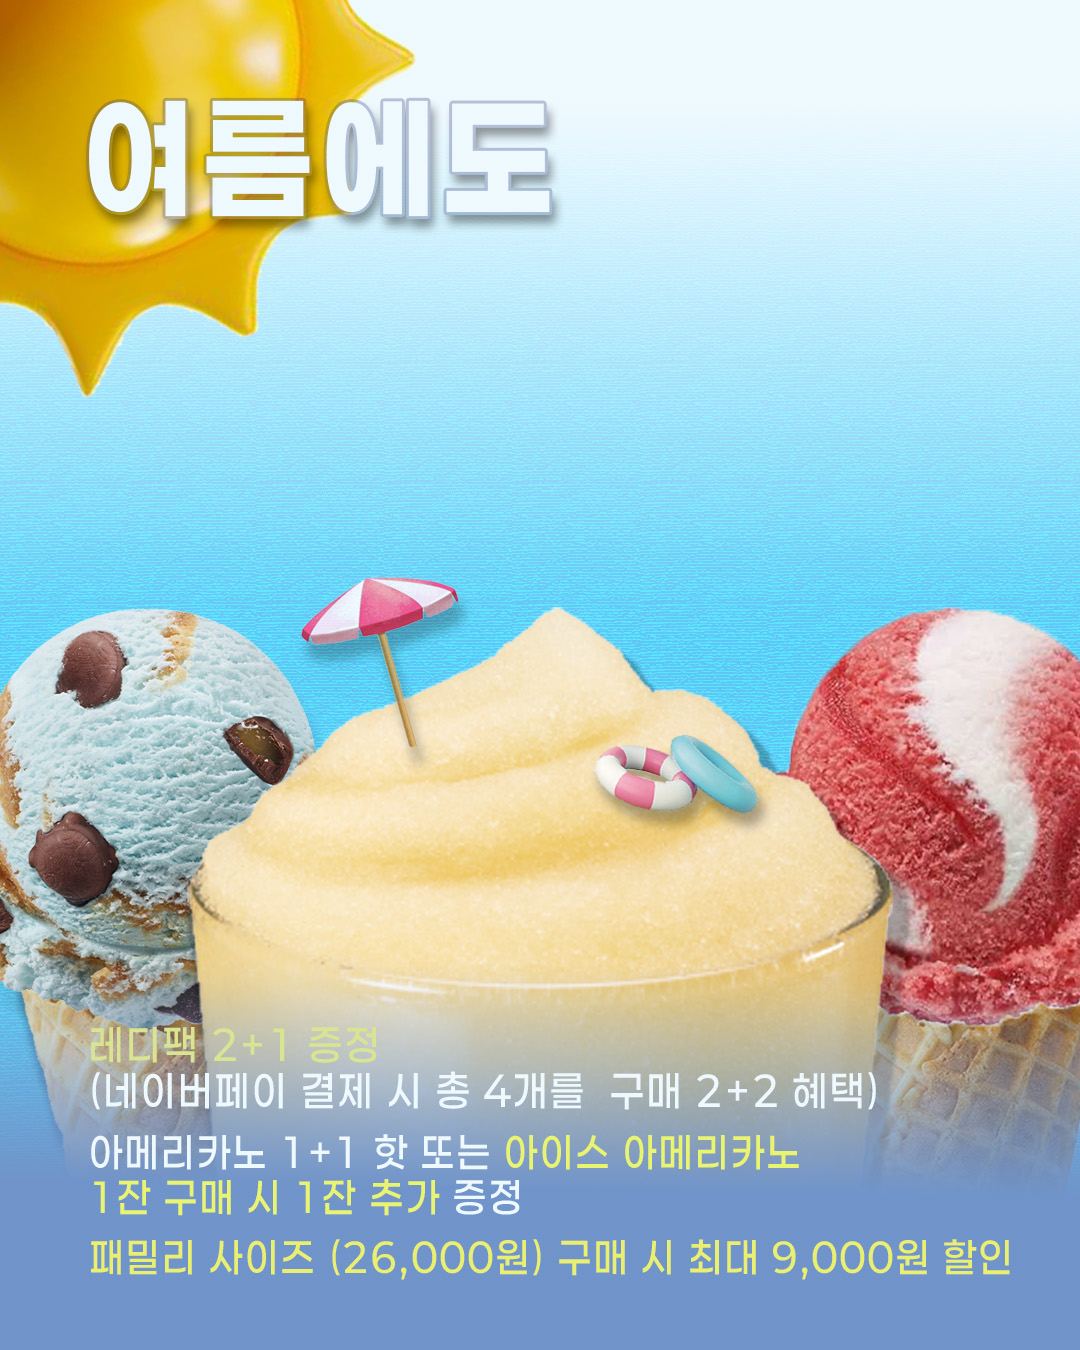 여름에도
레디팩 2+1 증정
(네이버페이 결제 시 총 4개를 구매 2+2 혜택)
아메리카노 1+1 핫 또는 아이스 아메리카노
1잔 구매 시 1잔 추가 증정
패밀리 사이즈 (26,000원) 구매 시 최대 9,000원 할인